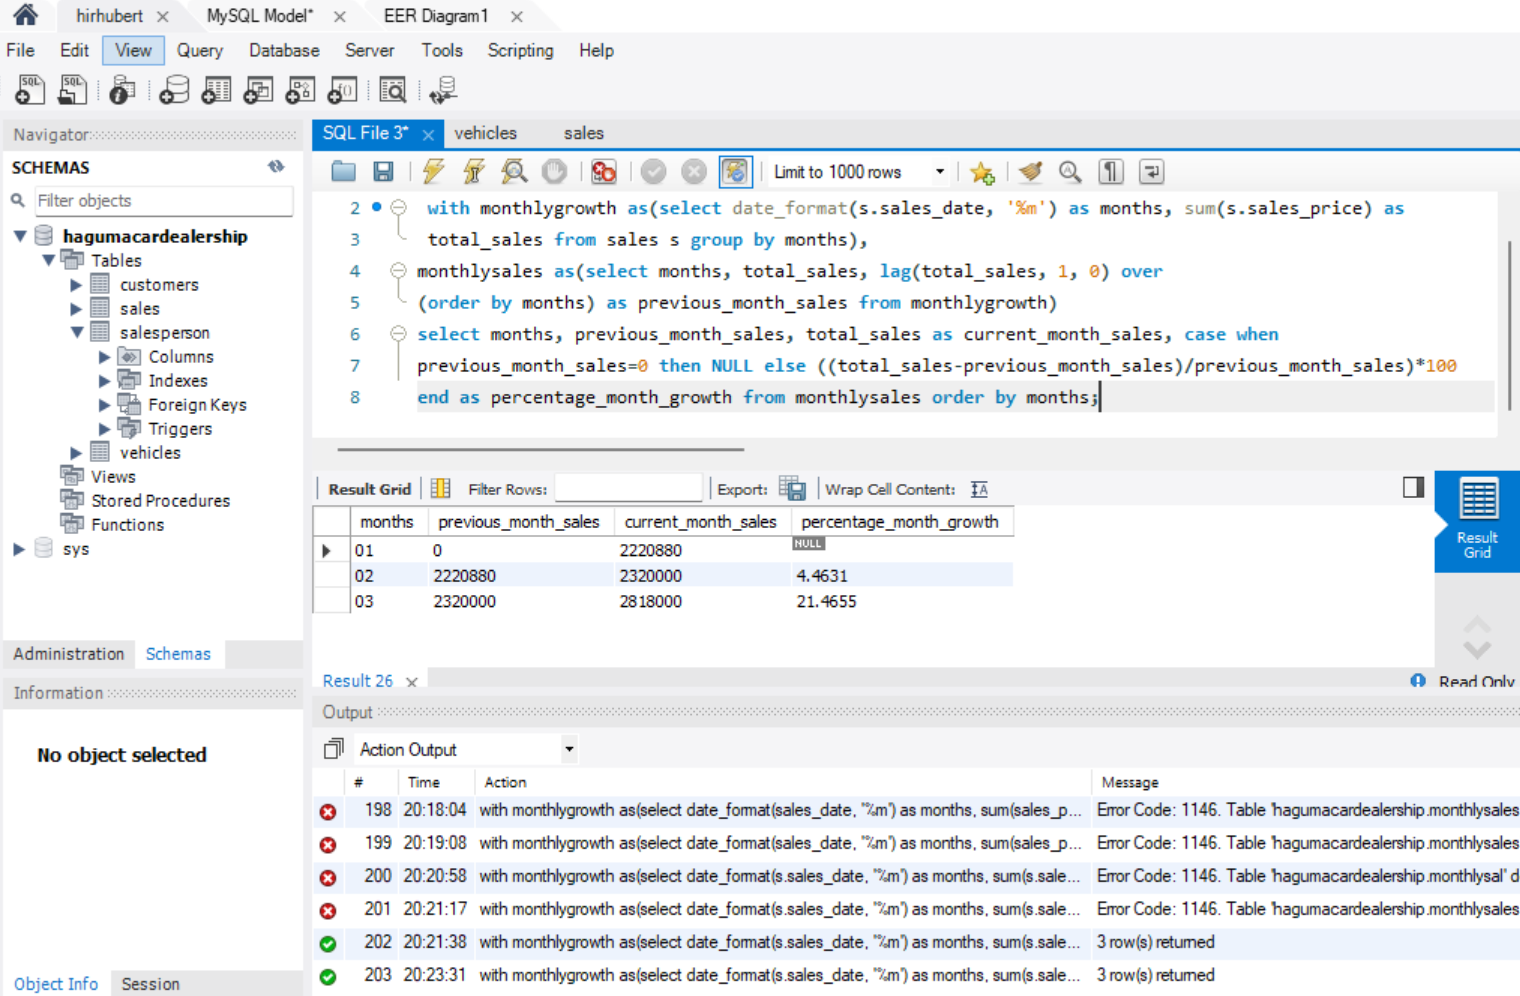 hirhubert × MySQL Model* × EER Diagram1 ×
File Edit View Query Database Server Tools Scripting Help
Navigator
SQL File 3* × vehicles sales
SCHEMAS
Limit to 1000 rows
Filter objects
hagumacardealership
Tables
customers
sales
salesperson
Columns
Indexes
Foreign Keys
Triggers
vehicles
Views
Stored Procedures
Functions
sys
2 with monthlygrowth as(select date_format(s.sales_date, '%m') as months, sum(s.sales_price) as
3 total_sales from sales s group by months),
4 monthlysales as(select months, total_sales, lag(total_sales, 1, 0) over
5 (order by months) as previous_month_sales from monthlygrowth)
6 select months, previous_month_sales, total_sales as current_month_sales, case when
7 previous_month_sales=0 then NULL else ((total_sales-previous_month_sales)/previous_month_sales)*100
8 end as percentage_month_growth from monthlysales order by months;
Result Grid Filter Rows: Export: Wrap Cell Content:
months previous_month_sales current_month_sales percentage_month_growth
01 0 2220880 NULL
02 2220880 2320000 4.4631
03 2320000 2818000 21.4655
Result Grid
Administration Schemas
Result 26 × Read Only
Information
No object selected
Output
Action Output
# Time Action Message
198 20:18:04 with monthlygrowth as(select date_format(sales_date, '%m') as months, sum(sales_p... Error Code: 1146. Table 'hagumacardealership.monthlysales
199 20:19:08 with monthlygrowth as(select date_format(sales_date, '%m') as months, sum(sales_p... Error Code: 1146. Table 'hagumacardealership.monthlysales
200 20:20:58 with monthlygrowth as(select date_format(s.sales_date, '%m') as months, sum(s.sale... Error Code: 1146. Table 'hagumacardealership.monthlysal' d
201 20:21:17 with monthlygrowth as(select date_format(s.sales_date, '%m') as months, sum(s.sale... Error Code: 1146. Table 'hagumacardealership.monthlysales
202 20:21:38 with monthlygrowth as(select date_format(s.sales_date, '%m') as months, sum(s.sale... 3 row(s) returned
203 20:23:31 with monthlygrowth as(select date_format(s.sales_date, '%m') as months, sum(s.sale... 3 row(s) returned
Object Info Session